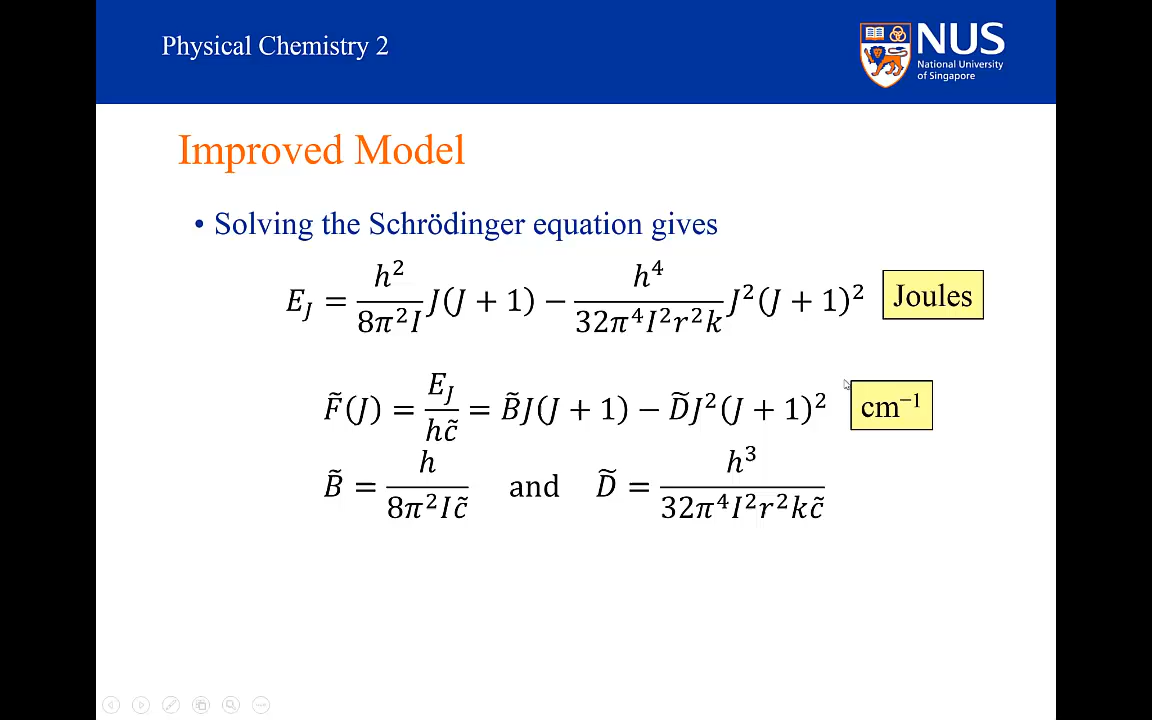 Physical Chemistry 2
NUS
National University
of Singapore
Improved Model
• Solving the Schrödinger equation gives
E_J = h²/(8π²I) J(J + 1) − h⁴/(32π⁴I²r²k) J²(J + 1)²
Joules
F̃(J) = E_J/(hc̃) = B̃J(J + 1) − D̃J²(J + 1)²
cm⁻¹
B̃ = h/(8π²Ic̃) and D̃ = h³/(32π⁴I²r²kc̃)